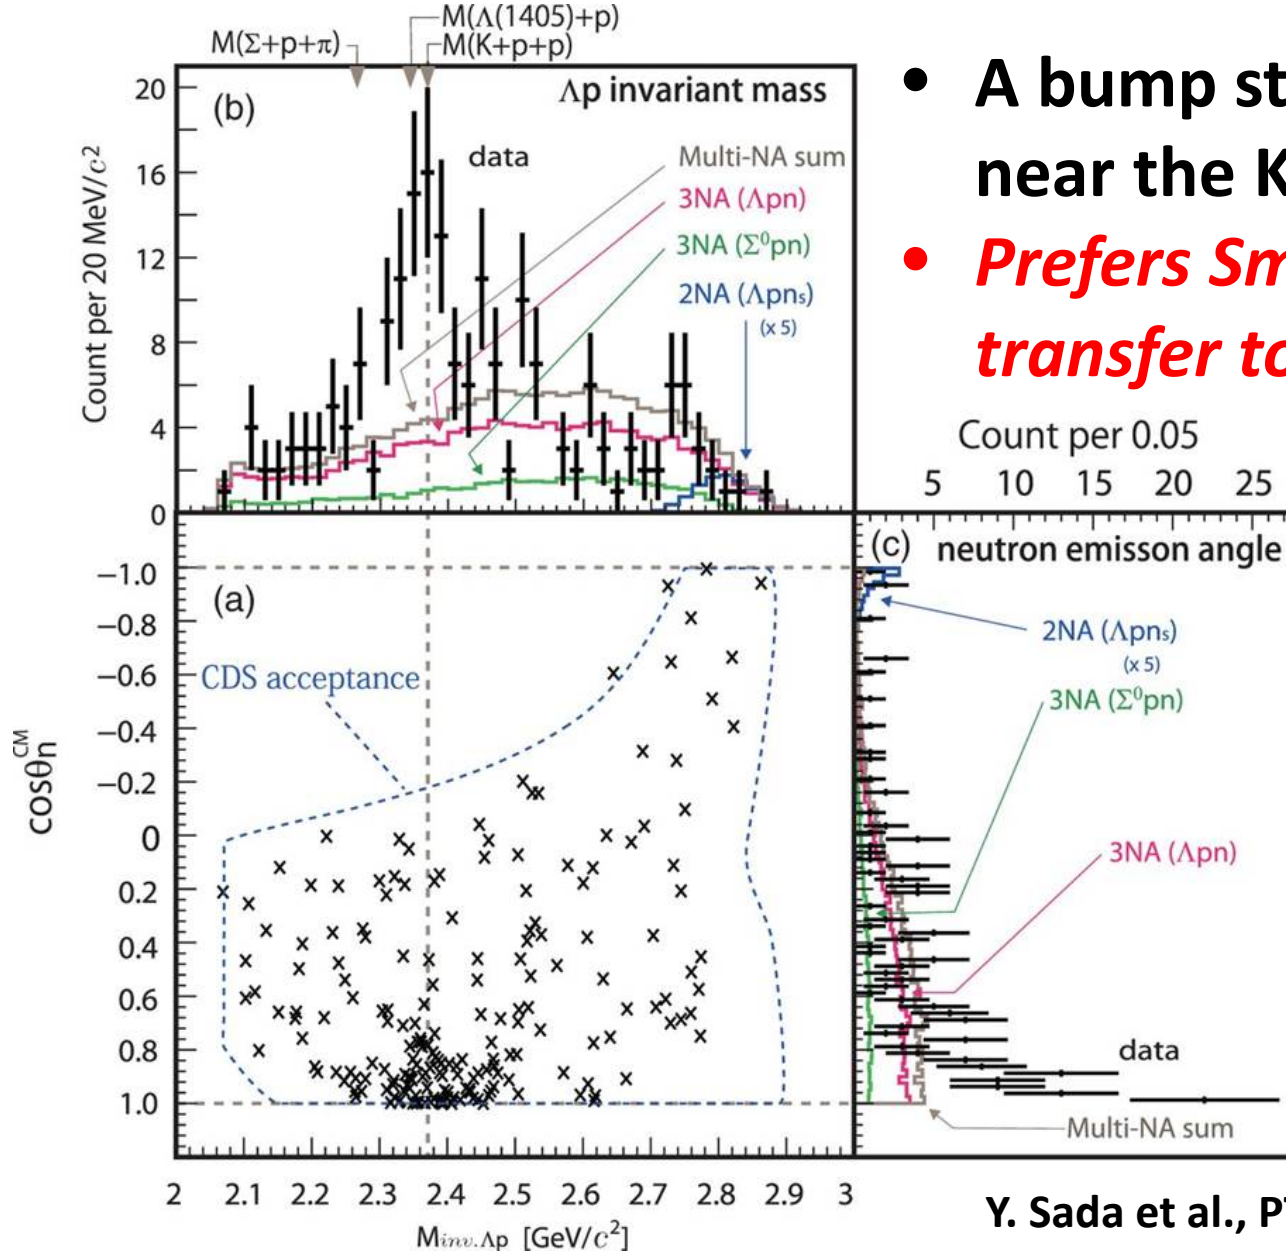 M(Λ(1405)+p)
M(Σ+p+π)
M(K+p+p)
(b)
Λp invariant mass
data
Multi-NA sum
3NA (Λpn)
3NA (Σ⁰pn)
2NA (Λpnₛ)
(x 5)
Count per 20 MeV/c²
20
16
12
8
4
0
• A bump st
near the K
• Prefers Sm
transfer to
Count per 0.05
5 10 15 20 25
(a)
CDS acceptance
cosθₙᶜᴹ
−1.0
−0.8
−0.6
−0.4
−0.2
0
0.2
0.4
0.6
0.8
1.0
2 2.1 2.2 2.3 2.4 2.5 2.6 2.7 2.8 2.9 3
Minv.Λp [GeV/c²]
(c) neutron emisson angle
2NA (Λpnₛ)
(x 5)
3NA (Σ⁰pn)
3NA (Λpn)
data
Multi-NA sum
Y. Sada et al., PT